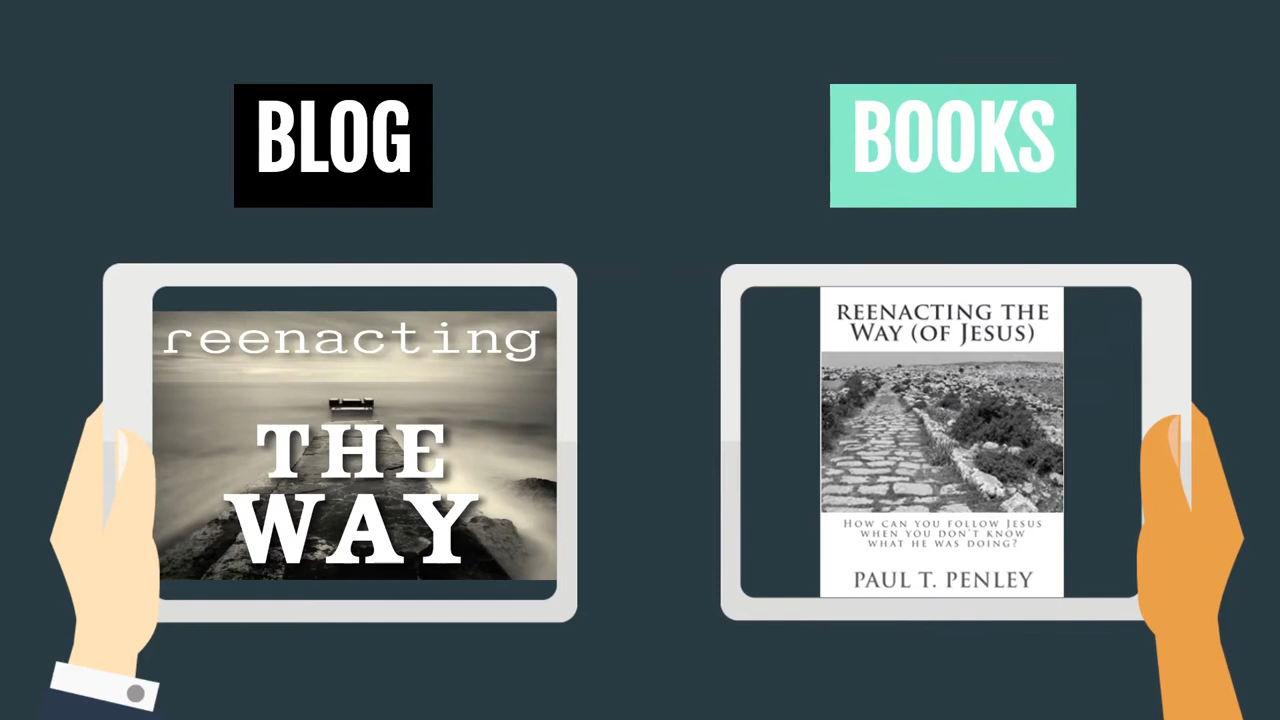 BLOG
BOOKS
reenacting
THE
WAY
REENACTING THE
WAY (OF JESUS)
HOW CAN YOU FOLLOW JESUS
WHEN YOU DON'T KNOW
WHAT HE WAS DOING?
PAUL T. PENLEY